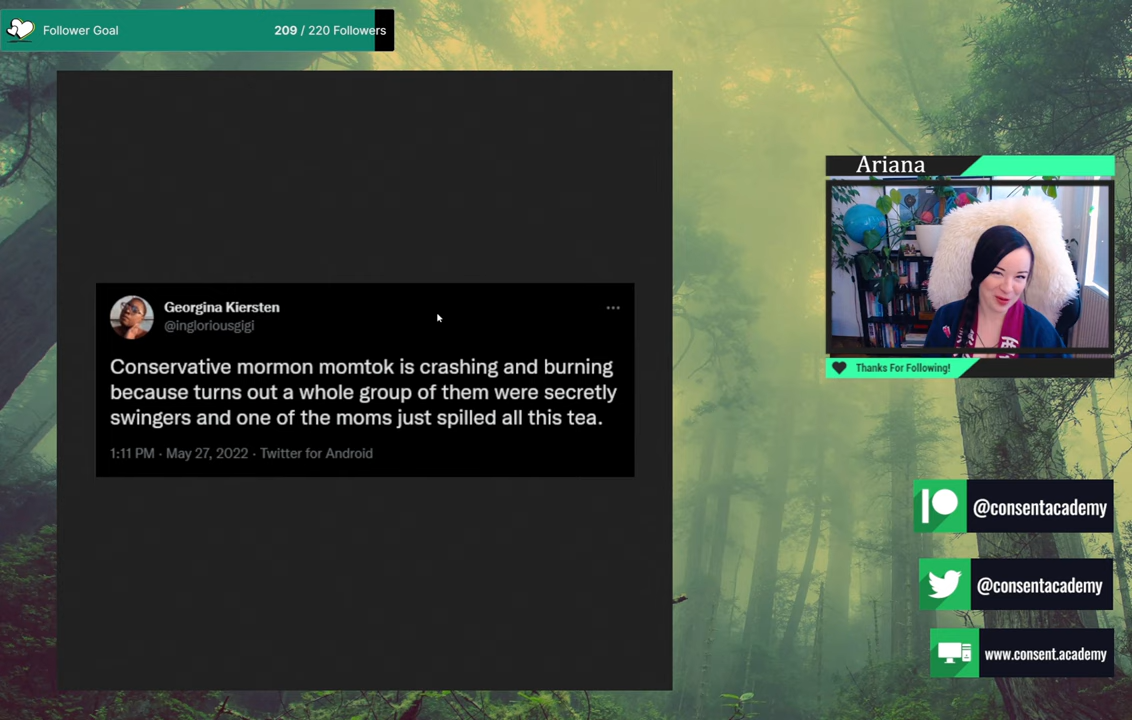 Follower Goal
209 / 220 Followers
Georgina Kiersten
@ingloriousgigi
Conservative mormon momtok is crashing and burning
because turns out a whole group of them were secretly
swingers and one of the moms just spilled all this tea.
1:11 PM · May 27, 2022 · Twitter for Android
Ariana
Thanks For Following!
@consentacademy
@consentacademy
www.consent.academy